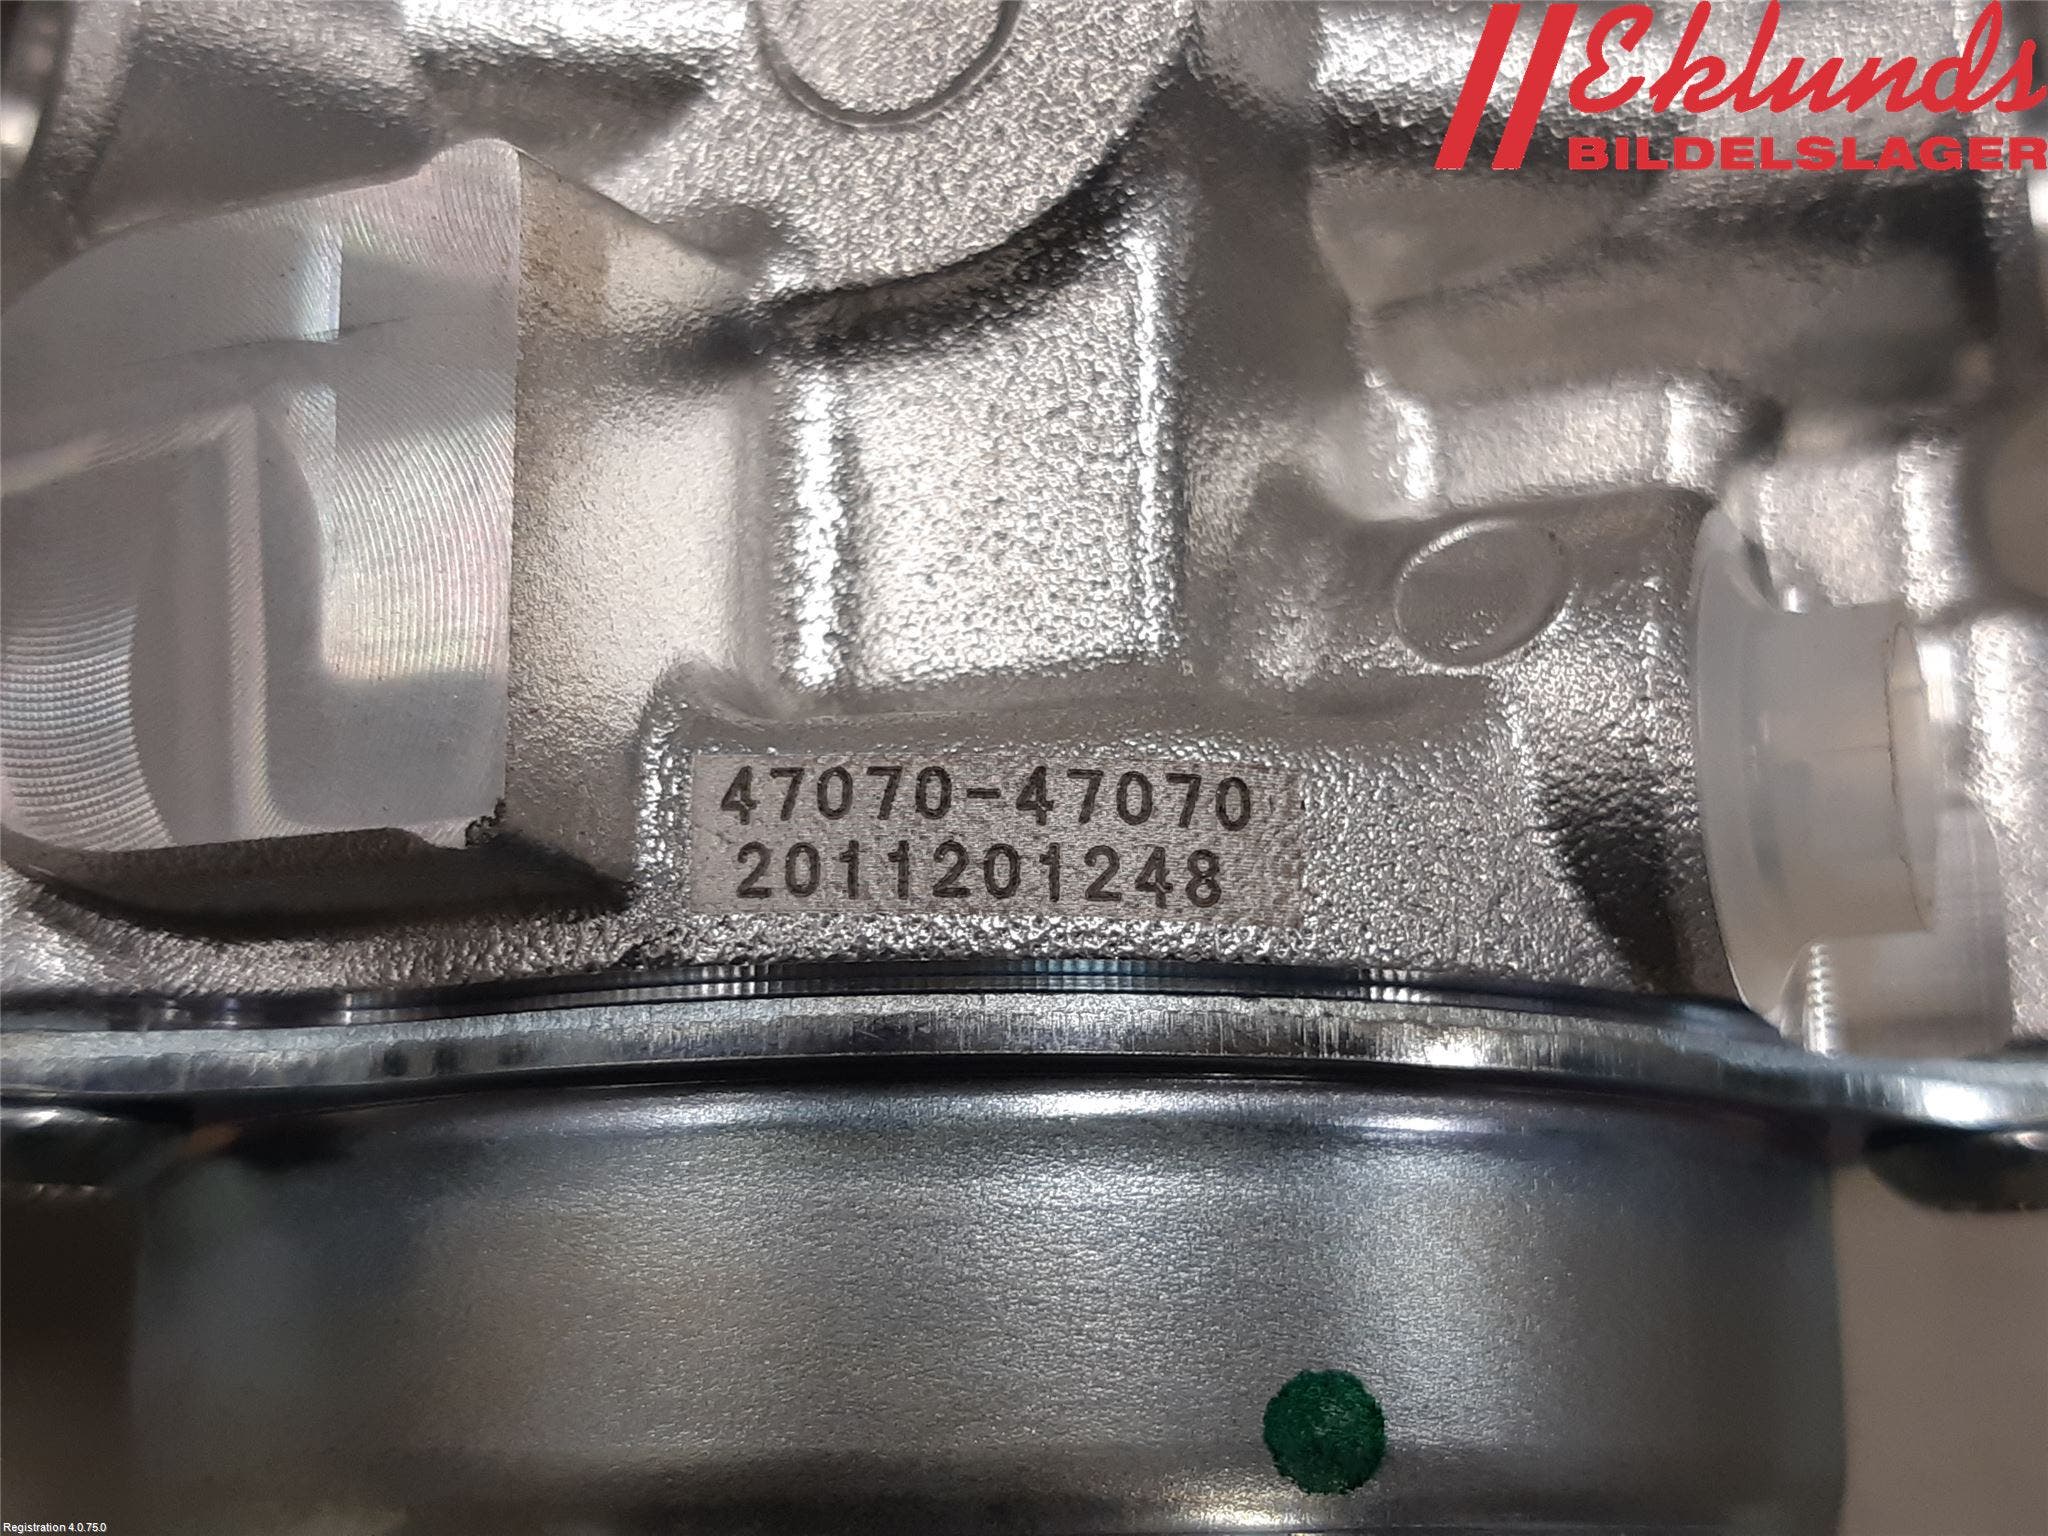 Eklunds
BILDELSLAGER
47070-47070
2011201248
Registration 4.0.75.0